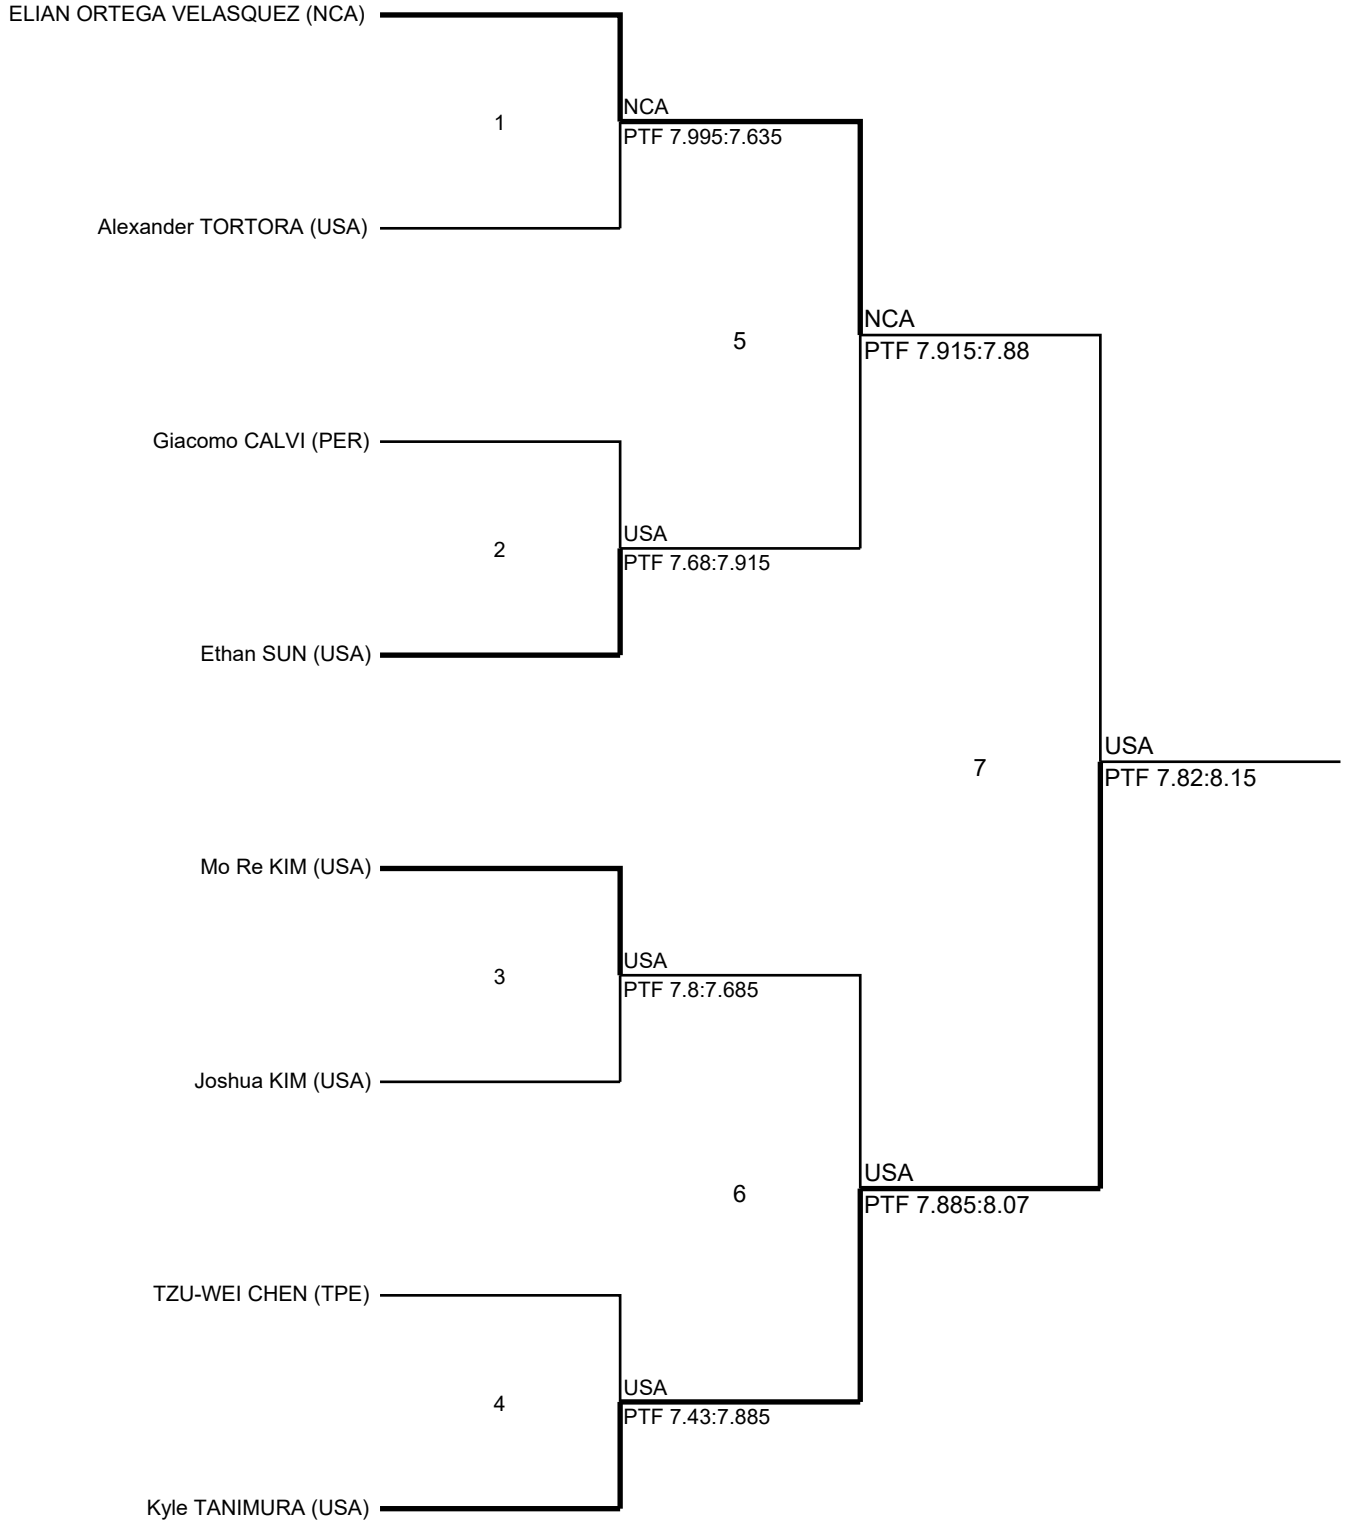 ELIAN ORTEGA VELASQUEZ (NCA)
NCA
1
PTF 7.995:7.635
Alexander TORTORA (USA)
NCA
5
PTF 7.915:7.88
Giacomo CALVI (PER)
USA
2
PTF 7.68:7.915
Ethan SUN (USA)
USA
7
PTF 7.82:8.15
Mo Re KIM (USA)
USA
3
PTF 7.8:7.685
Joshua KIM (USA)
USA
6
PTF 7.885:8.07
TZU-WEI CHEN (TPE)
USA
4
PTF 7.43:7.885
Kyle TANIMURA (USA)